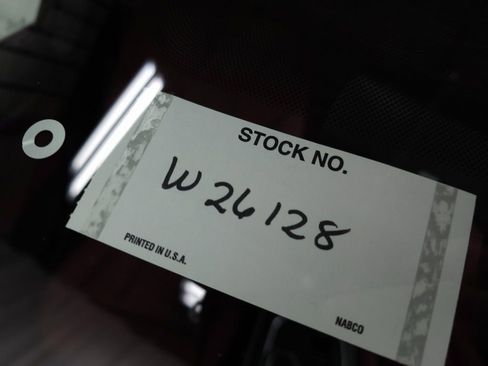 STOCK NO.
W26128
PRINTED IN U.S.A.
NABCO